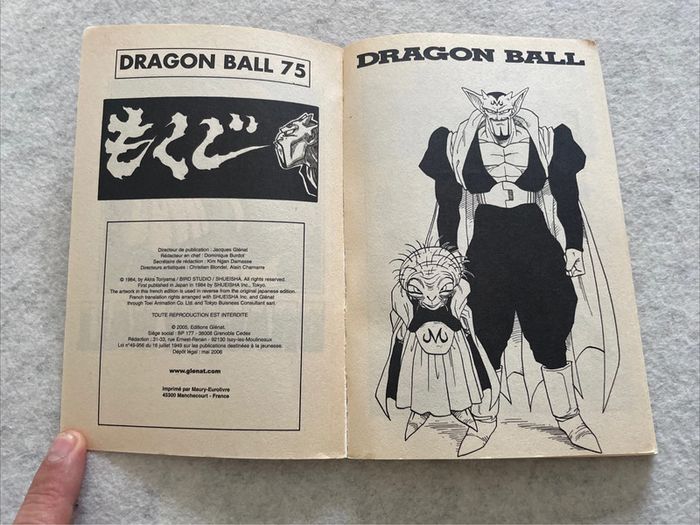 DRAGON BALL 75
もくじ
Directeur de publication : Jacques Glénat
Rédacteur en chef : Dominique Burdot
Secrétaire de rédaction : Kim Ngan Damasse
Directeurs artistiques : Christian Blondel, Alain Chamarre
© 1984, by Akira Toriyama / BIRD STUDIO / SHUEISHA. All rights reserved.
First published in Japan in 1984 by SHUEISHA Inc., Tokyo.
The artwork in this french edition is used in reverse from the original japanese edition.
French translation rights arranged with SHUEISHA Inc. and Glénat
through Toei Animation Co. Ltd. and Tokyo Buisness Consultant sarl.
TOUTE REPRODUCTION EST INTERDITE
© 2005, Editions Glénat.
Siège social : BP 177 - 38008 Grenoble Cedex
Rédaction : 31-33, rue Ernest-Renan - 92130 Issy-les-Moulineaux
Loi n°49-956 du 16 juillet 1949 sur les publications destinées à la jeunesse.
Dépôt légal : mai 2006
www.glenat.com
Imprimé par Maury-Eurolivre
45300 Manchecourt - France
DRAGON BALL
M
M